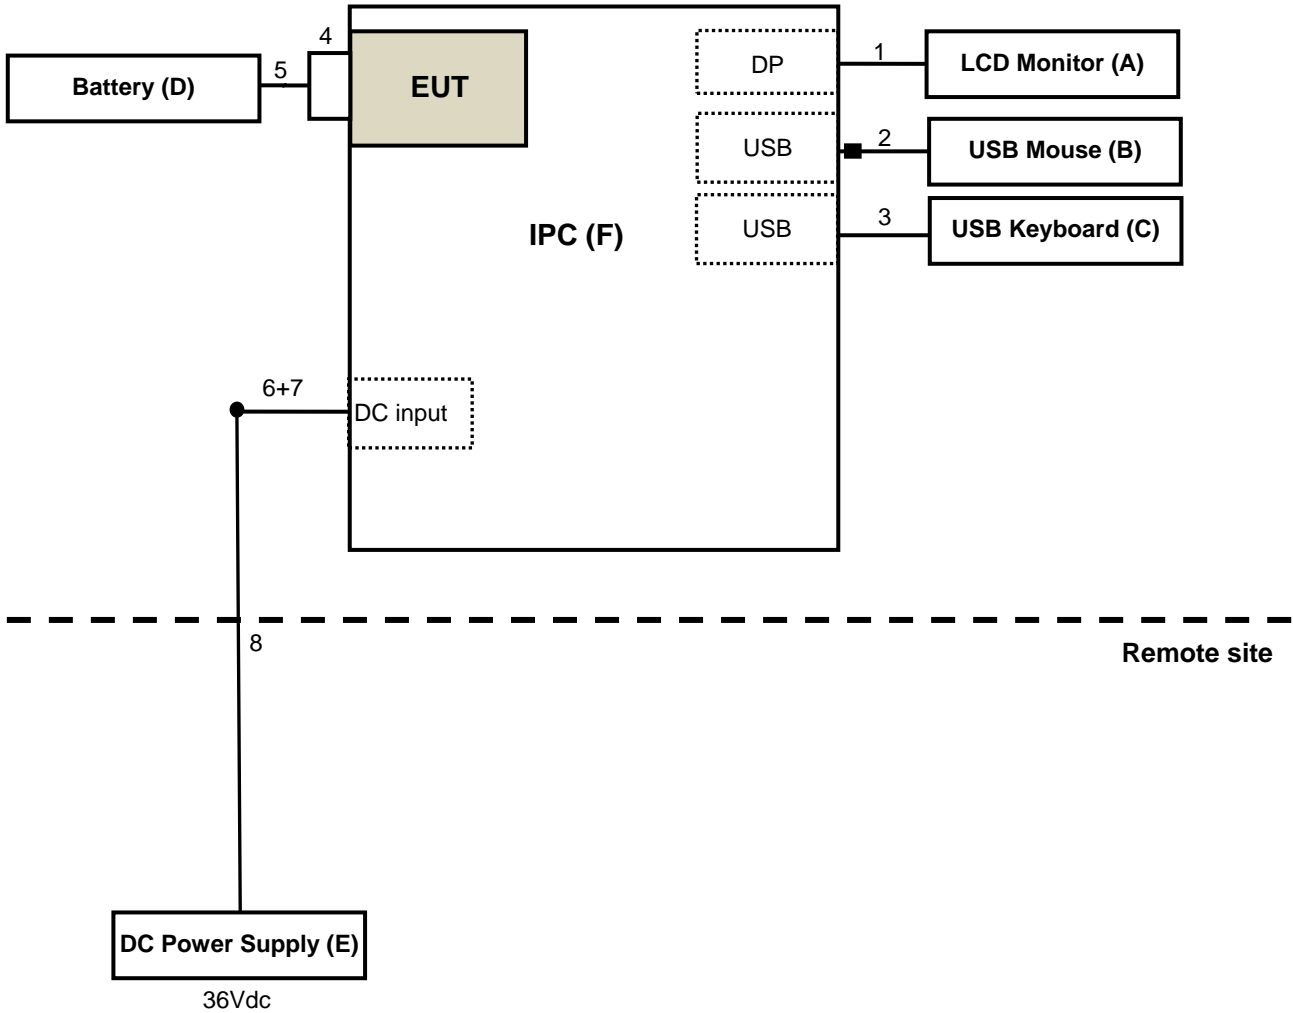 4
5
Battery (D)
EUT
DP
1
LCD Monitor (A)
USB
2
USB Mouse (B)
IPC (F)
USB
3
USB Keyboard (C)
6+7
DC input
8
Remote site
DC Power Supply (E)
36Vdc